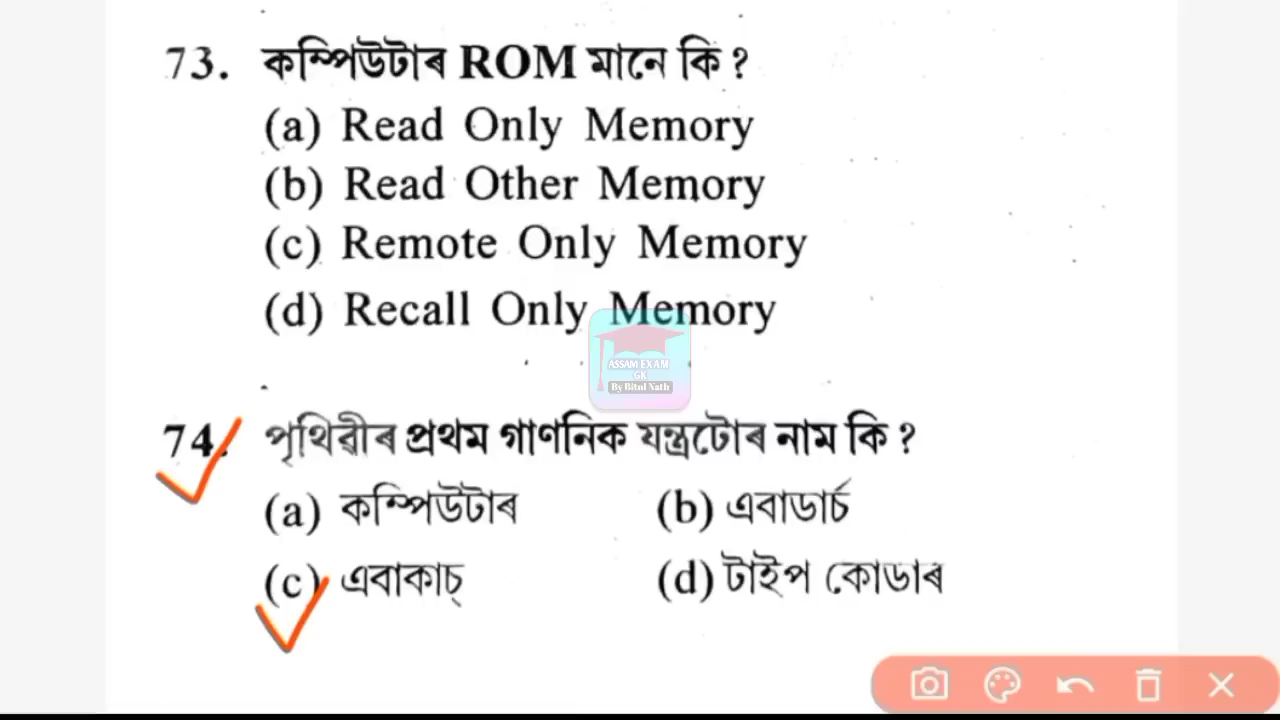 73. কম্পিউটাৰ ROM মানে কি ?
(a) Read Only Memory
(b) Read Other Memory
(c) Remote Only Memory
(d) Recall Only Memory
ASSAM EXAM
GK
By Bitul Nath
74. পৃথিৱীৰ প্ৰথম গাণনিক যন্ত্ৰটোৰ নাম কি ?
(a) কম্পিউটাৰ (b) এবাডাৰ্চ
(c) এবাকাচ্ (d) টাইপ কোডাৰ